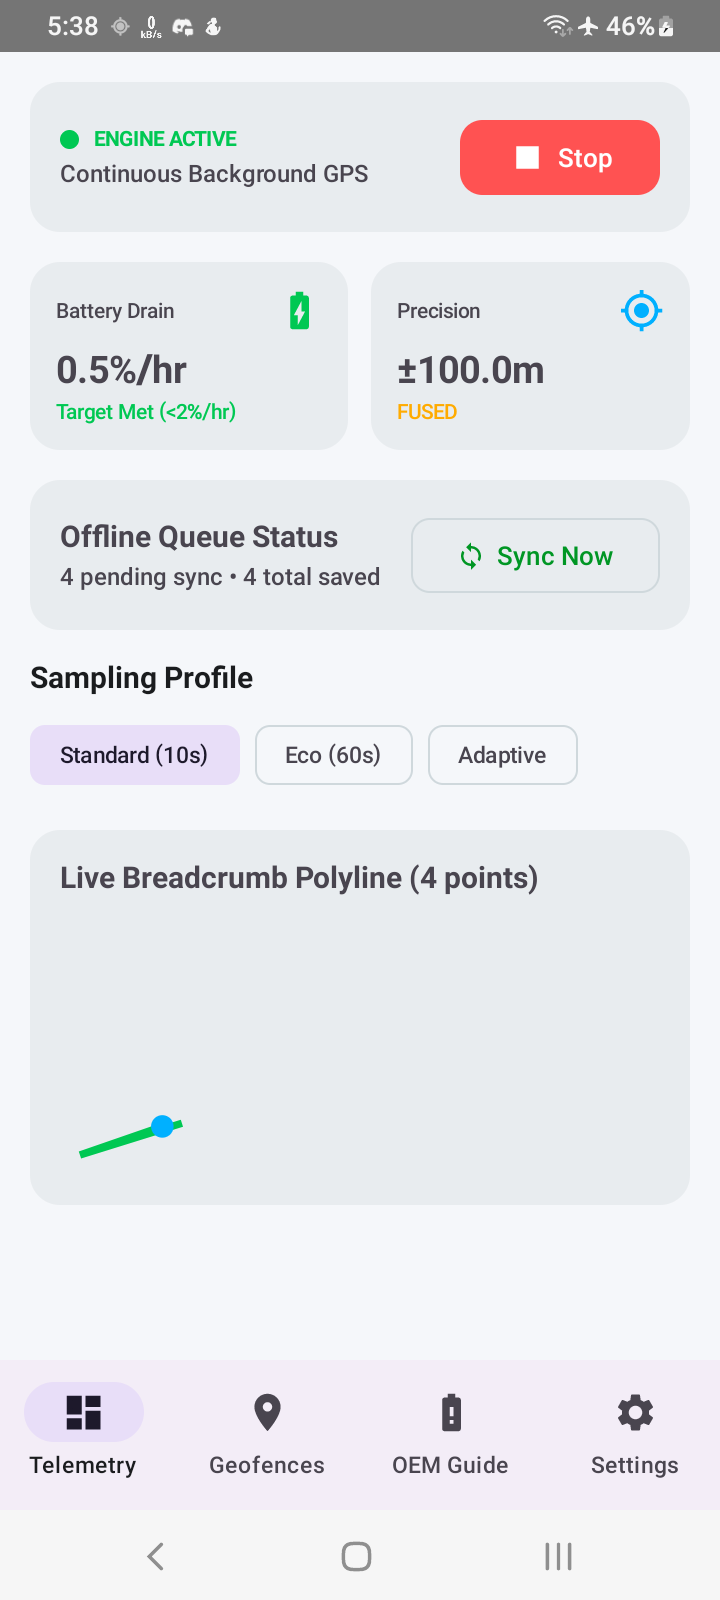 5:38
0
kB/s
46%
ENGINE ACTIVE
Continuous Background GPS
Stop
Battery Drain
0.5%/hr
Target Met (<2%/hr)
Precision
±100.0m
FUSED
Offline Queue Status
4 pending sync • 4 total saved
Sync Now
Sampling Profile
Standard (10s)
Eco (60s)
Adaptive
Live Breadcrumb Polyline (4 points)
Telemetry
Geofences
OEM Guide
Settings